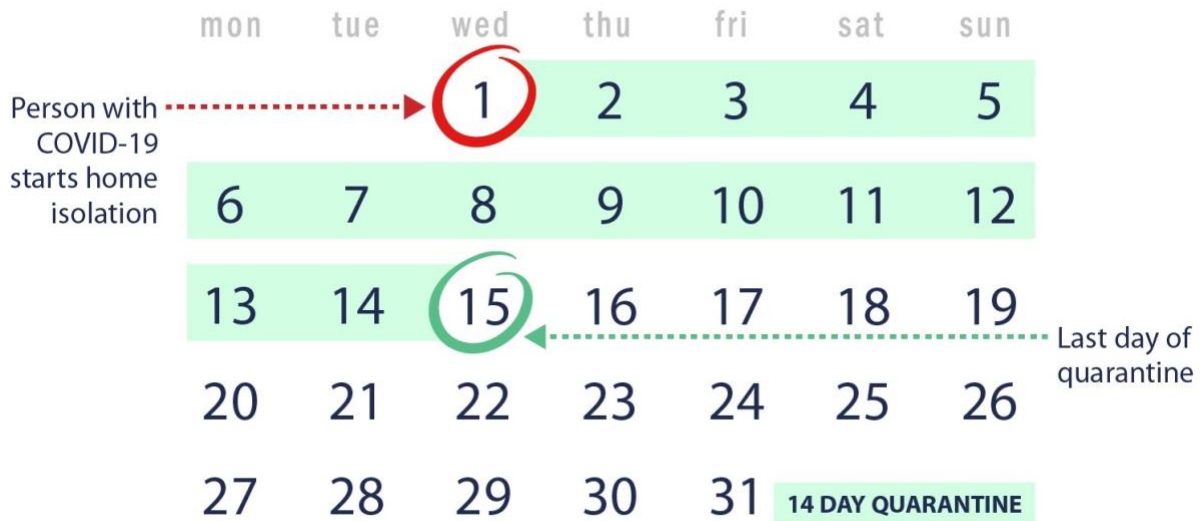 mon tue wed thu fri sat sun
1 2 3 4 5
Person with
COVID-19
starts home
isolation
6 7 8 9 10 11 12
13 14 15 16 17 18 19
Last day of
quarantine
20 21 22 23 24 25 26
27 28 29 30 31
14 DAY QUARANTINE